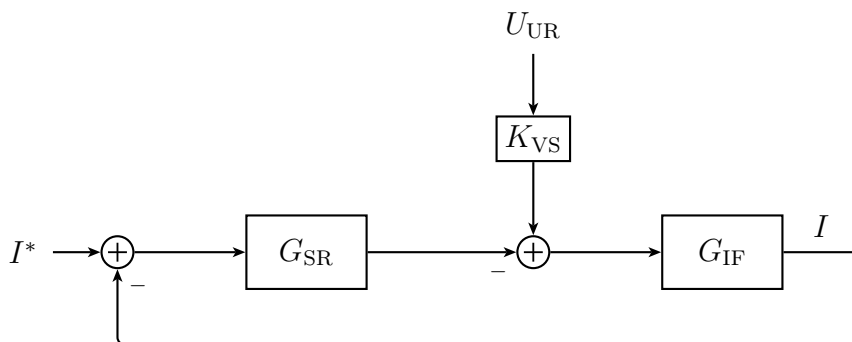 U_UR
K_VS
I* + G_SR + G_IF I
−
−